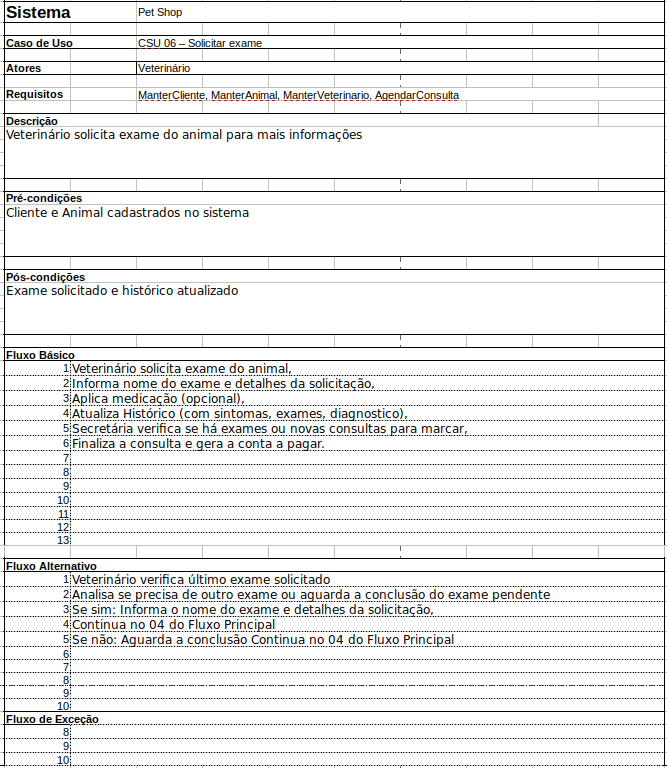 Sistema Pet Shop
Caso de Uso CSU 06 – Solicitar exame
Atores Veterinário
Requisitos ManterCliente, ManterAnimal, ManterVeterinario, AgendarConsulta
Descrição
Veterinário solicita exame do animal para mais informações
Pré-condições
Cliente e Animal cadastrados no sistema
Pós-condições
Exame solicitado e histórico atualizado
Fluxo Básico
1 Veterinário solicita exame do animal,
2 Informa nome do exame e detalhes da solicitação,
3 Aplica medicação (opcional),
4 Atualiza Histórico (com sintomas, exames, diagnostico),
5 Secretária verifica se há exames ou novas consultas para marcar,
6 Finaliza a consulta e gera a conta a pagar.
7
8
9
10
11
12
13
Fluxo Alternativo
1 Veterinário verifica último exame solicitado
2 Analisa se precisa de outro exame ou aguarda a conclusão do exame pendente
3 Se sim: Informa o nome do exame e detalhes da solicitação,
4 Continua no 04 do Fluxo Principal
5 Se não: Aguarda a conclusão Continua no 04 do Fluxo Principal
6
7
8
9
10
Fluxo de Exceção
8
9
10